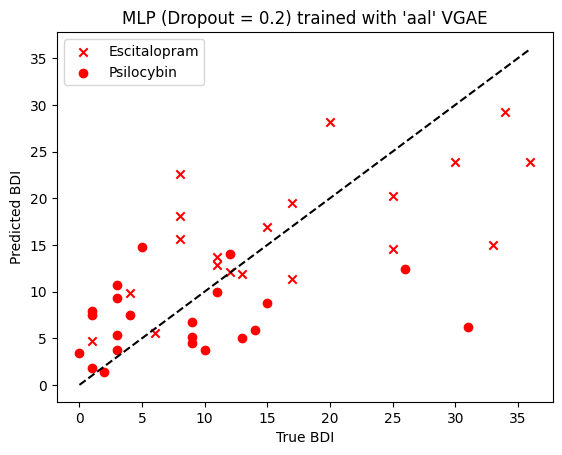 MLP (Dropout = 0.2) trained with 'aal' VGAE
Escitalopram
Psilocybin
Predicted BDI
35
30
25
20
15
10
5
0
0 5 10 15 20 25 30 35
True BDI